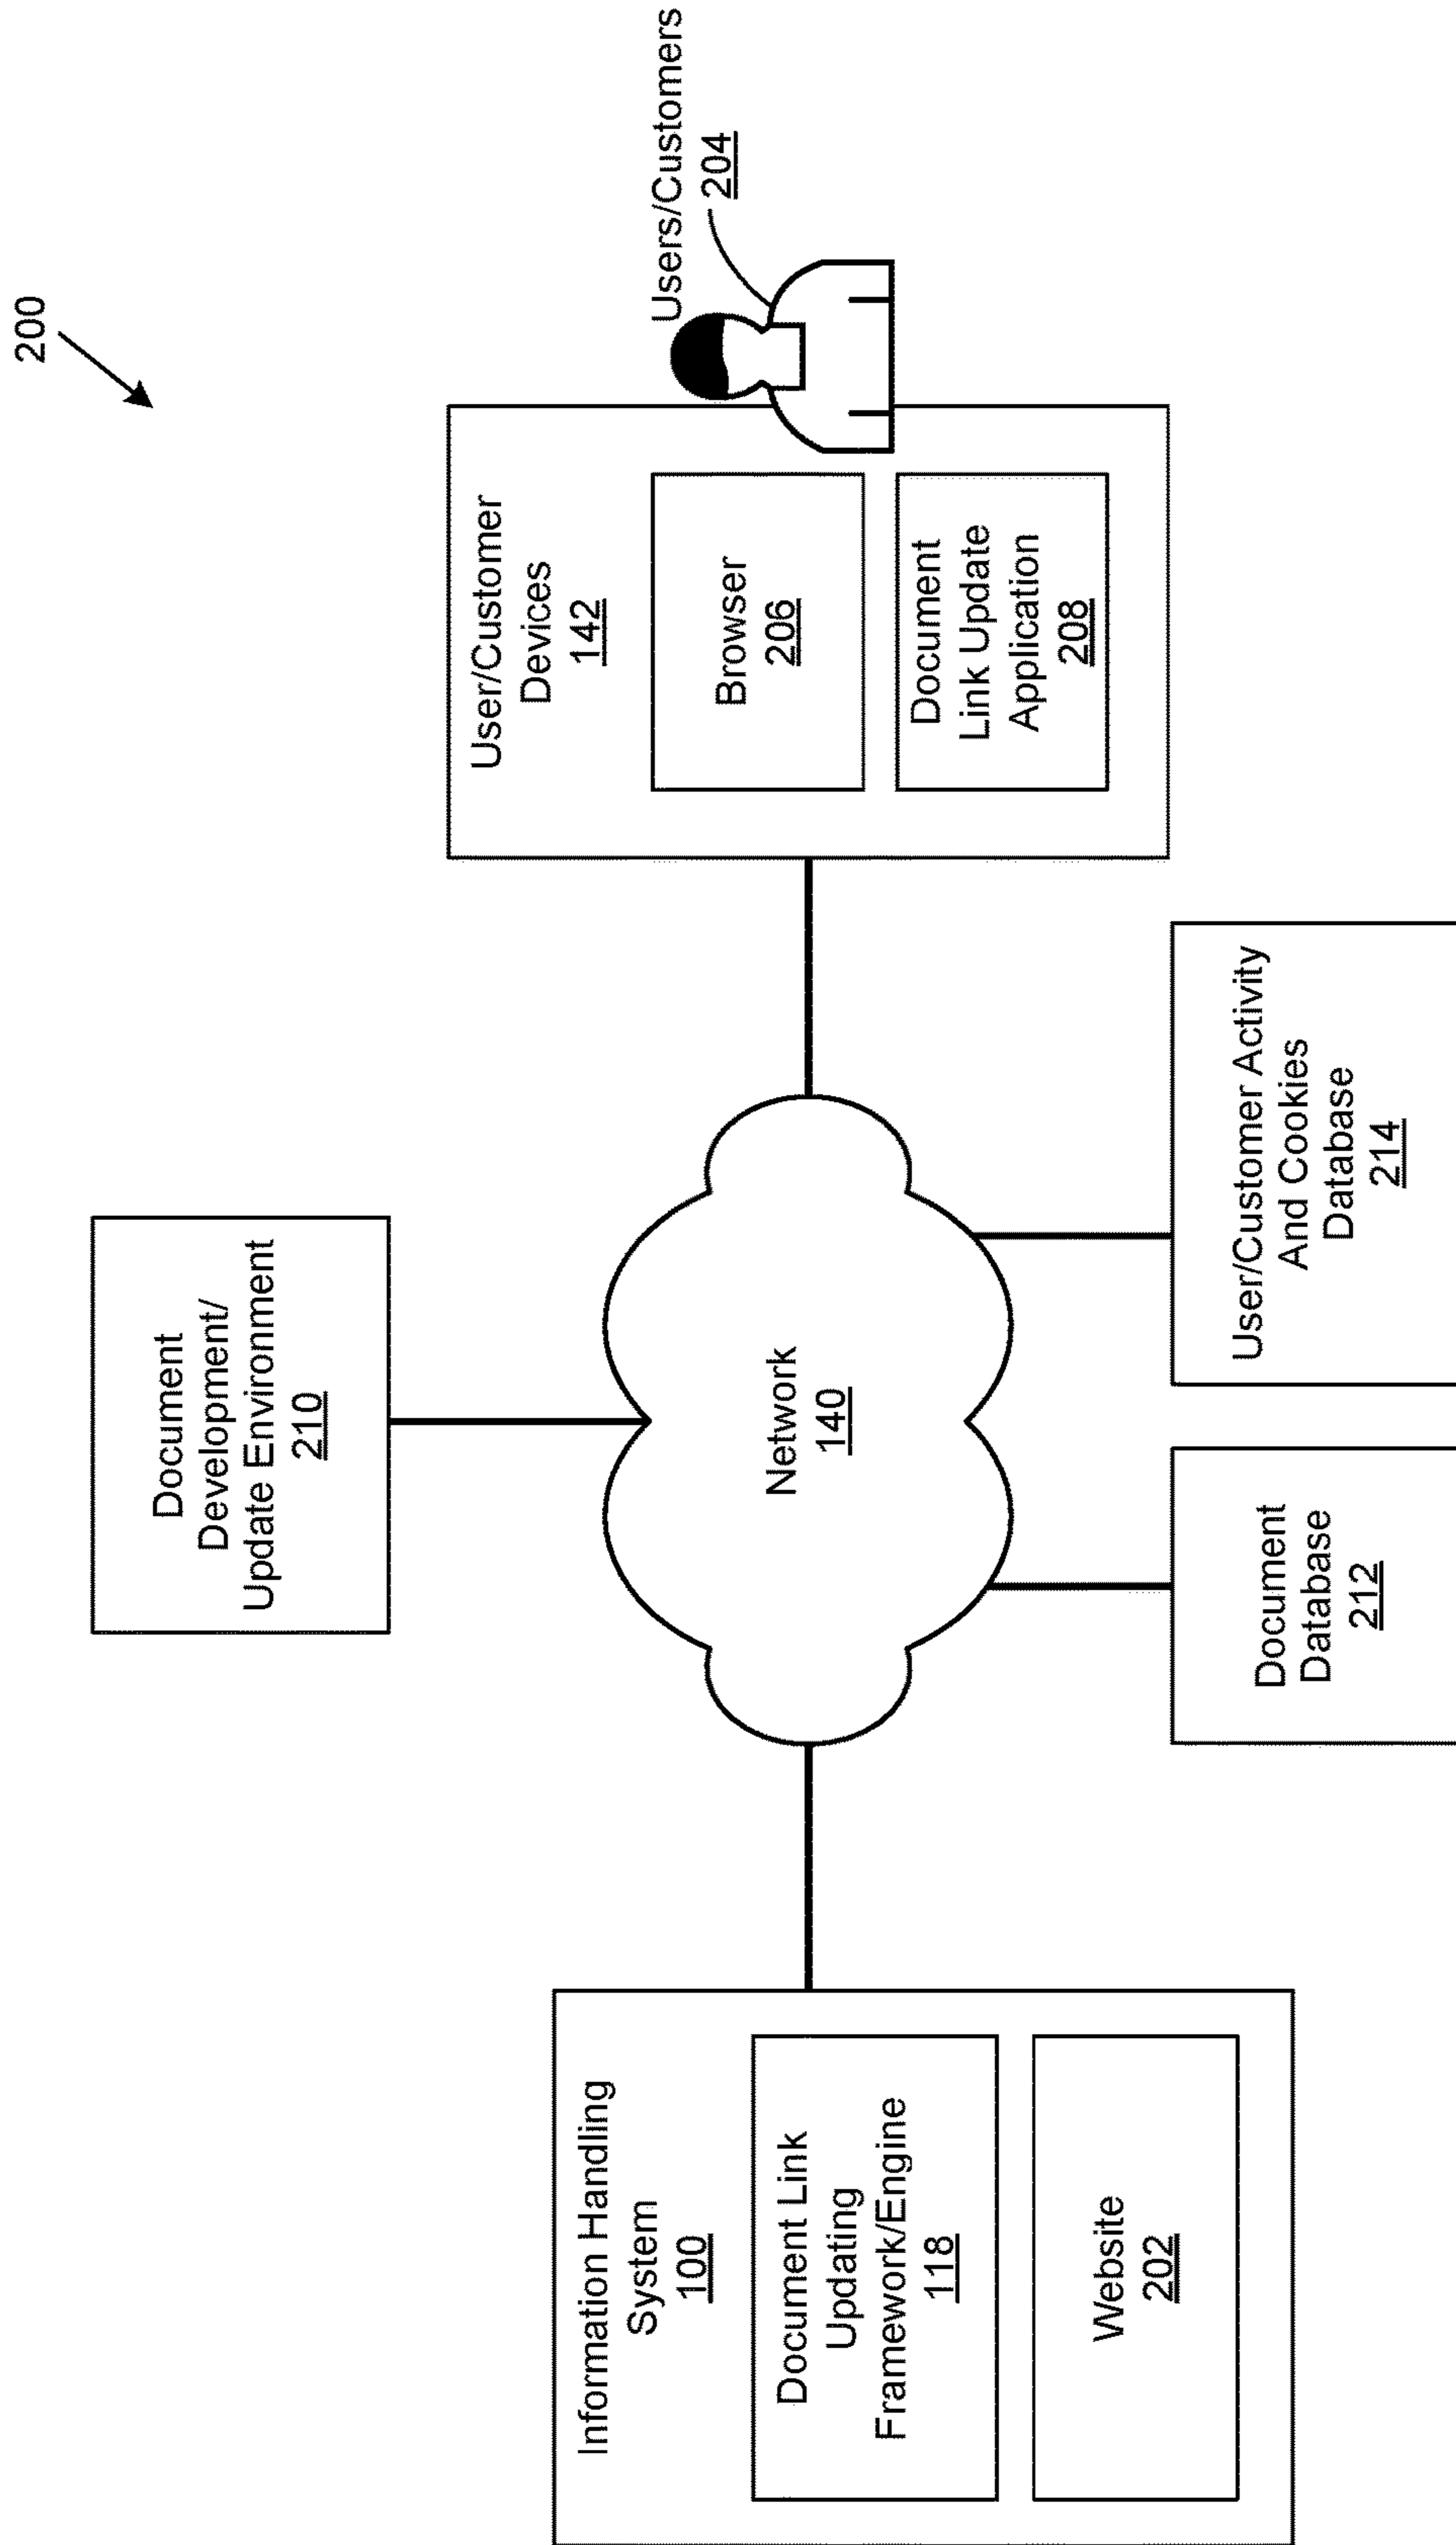 200
Document
Development/
Update Environment
210
Information Handling
System
100
Document Link
Updating
Framework/Engine
118
Website
202
Network
140
User/Customer
Devices
142
Browser
206
Document
Link Update
Application
208
Users/Customers
204
Document
Database
212
User/Customer Activity
And Cookies
Database
214